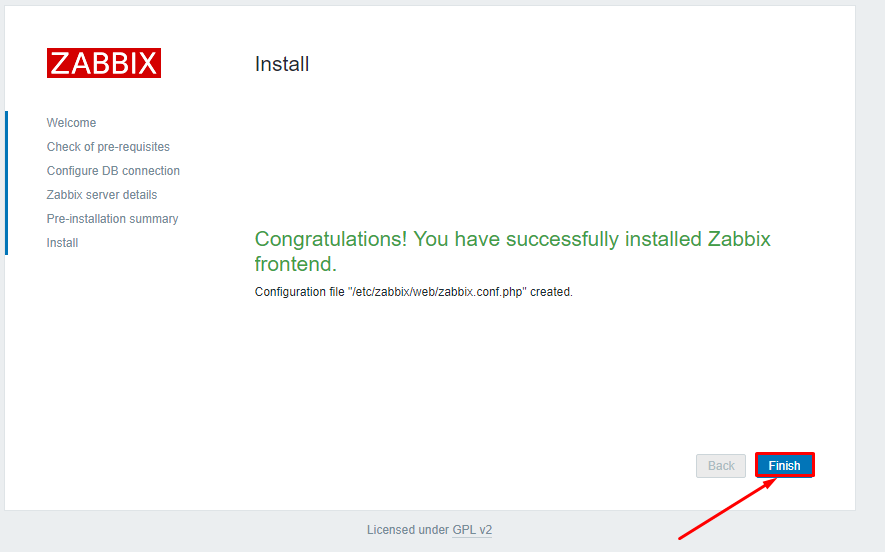 ZABBIX
Install
Welcome
Check of pre-requisites
Configure DB connection
Zabbix server details
Pre-installation summary
Install
Congratulations! You have successfully installed Zabbix
frontend.
Configuration file "/etc/zabbix/web/zabbix.conf.php" created.
Back
Finish
Licensed under GPL v2